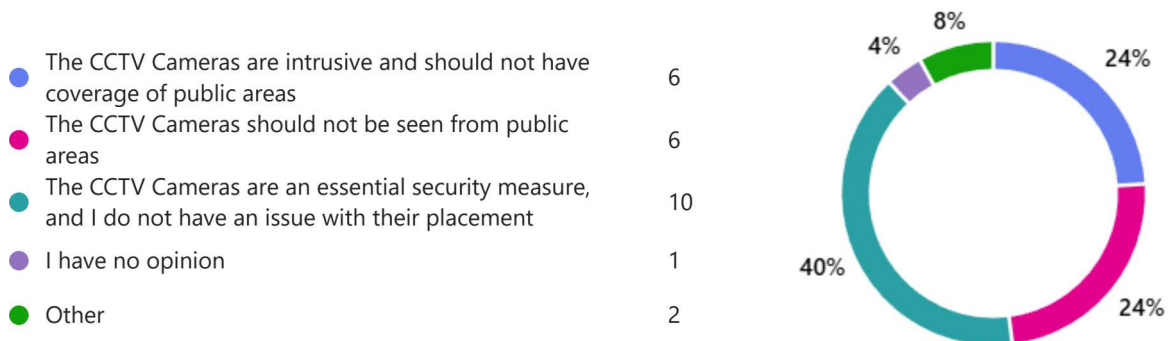 The CCTV Cameras are intrusive and should not have
coverage of public areas
6
The CCTV Cameras should not be seen from public
areas
6
The CCTV Cameras are an essential security measure,
and I do not have an issue with their placement
10
I have no opinion
1
Other
2
8%
4%
24%
40%
24%